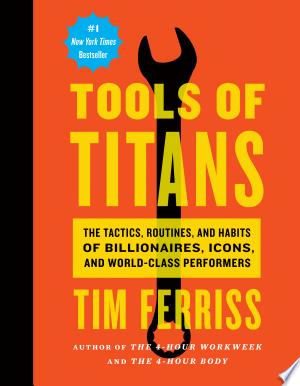 #1
New York Times
Bestseller
TOOLS OF
TITANS
THE TACTICS, ROUTINES, AND HABITS
OF BILLIONAIRES, ICONS,
AND WORLD-CLASS PERFORMERS
TIM FERRISS
AUTHOR OF THE 4-HOUR WORKWEEK
AND THE 4-HOUR BODY